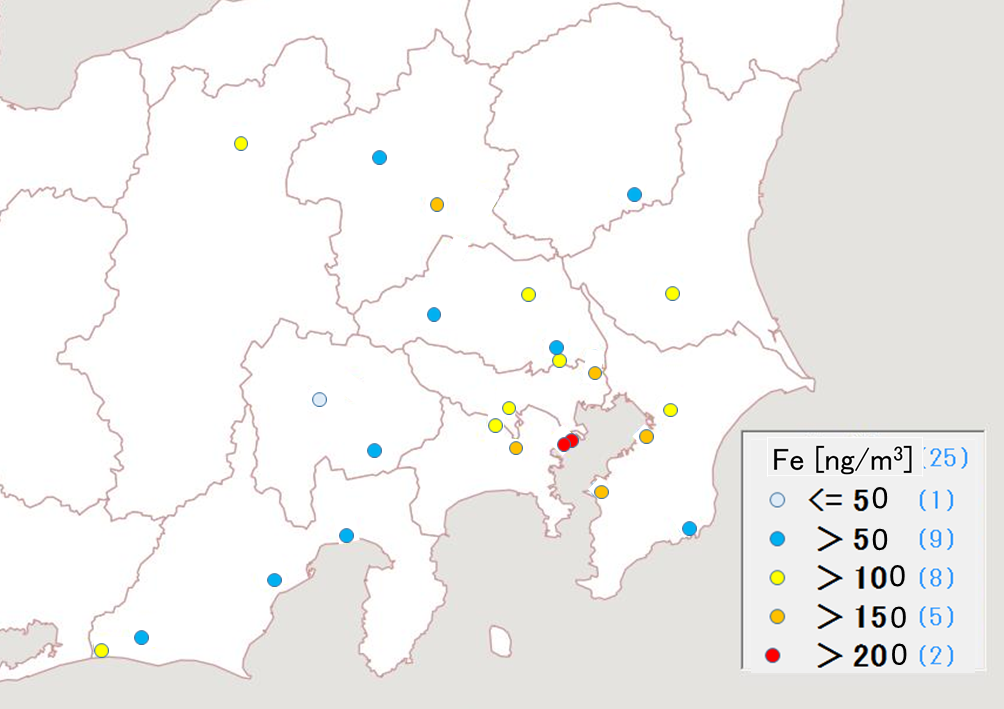 Fe [ng/m³] (25)
<= 50 (1)
> 50 (9)
> 100 (8)
> 150 (5)
> 200 (2)